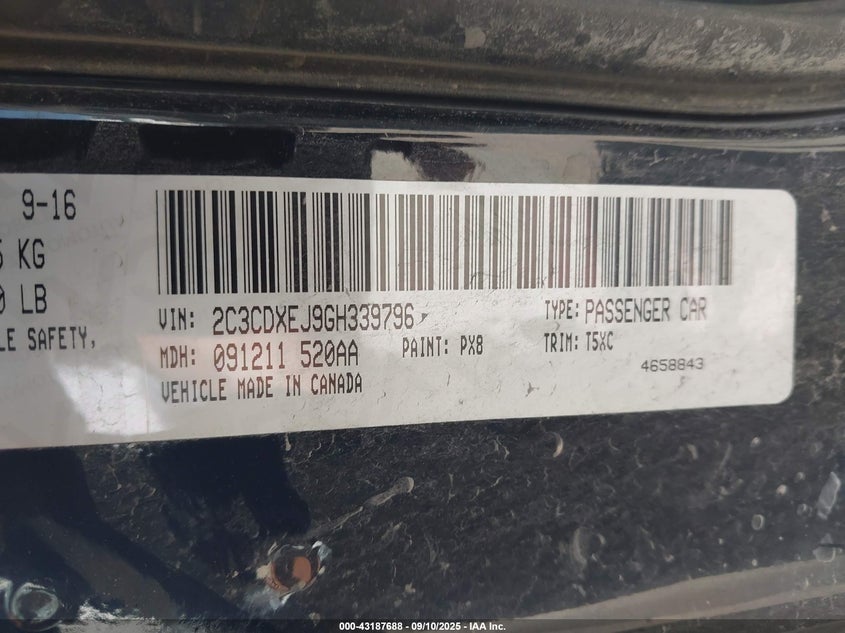 9-16
KG
LB
LE SAFETY,
VIN: 2C3CDXEJ9GH339796
TYPE: PASSENGER CAR
MDH: 091211 520AA
PAINT: PX8
TRIM: T5XC
VEHICLE MADE IN CANADA
4658843
000-43187688 - 09/10/2025 - IAA Inc.